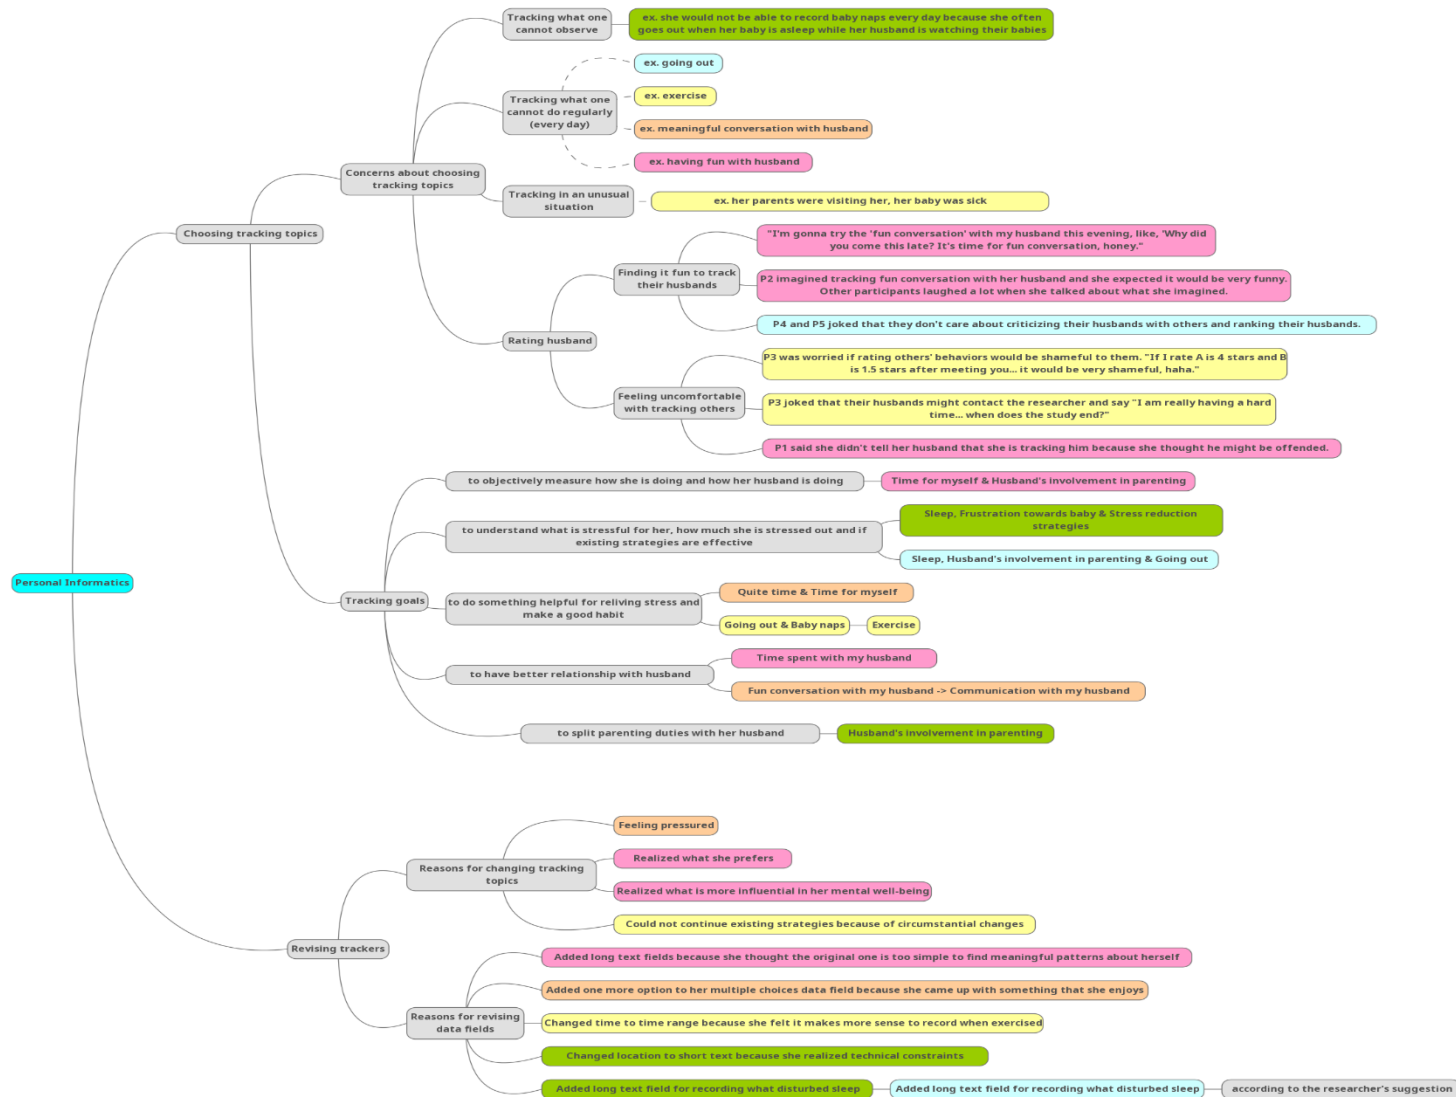 Personal Informatics
Choosing tracking topics
Concerns about choosing
tracking topics
Tracking what one
cannot observe
ex. she would not be able to record baby naps every day because she often
goes out when her baby is asleep while her husband is watching their babies
Tracking what one
cannot do regularly
(every day)
ex. going out
ex. exercise
ex. meaningful conversation with husband
ex. having fun with husband
Tracking in an unusual
situation
ex. her parents were visiting her, her baby was sick
Rating husband
Finding it fun to track
their husbands
"I'm gonna try the 'fun conversation' with my husband this evening, like, 'Why did
you come this late? It's time for fun conversation, honey."
P2 imagined tracking fun conversation with her husband and she expected it would be very funny.
Other participants laughed a lot when she talked about what she imagined.
P4 and P5 joked that they don't care about criticizing their husbands with others and ranking their husbands.
Feeling uncomfortable
with tracking others
P3 was worried if rating others' behaviors would be shameful to them. "If I rate A is 4 stars and B
is 1.5 stars after meeting you... it would be very shameful, haha."
P3 joked that their husbands might contact the researcher and say "I am really having a hard
time... when does the study end?"
P1 said she didn't tell her husband that she is tracking him because she thought he might be offended.
Tracking goals
to objectively measure how she is doing and how her husband is doing
Time for myself & Husband's involvement in parenting
to understand what is stressful for her, how much she is stressed out and if
existing strategies are effective
Sleep, Frustration towards baby & Stress reduction
strategies
Sleep, Husband's involvement in parenting & Going out
to do something helpful for reliving stress and
make a good habit
Quite time & Time for myself
Going out & Baby naps
Exercise
to have better relationship with husband
Time spent with my husband
Fun conversation with my husband -> Communication with my husband
to split parenting duties with her husband
Husband's involvement in parenting
Revising trackers
Reasons for changing tracking
topics
Feeling pressured
Realized what she prefers
Realized what is more influential in her mental well-being
Could not continue existing strategies because of circumstantial changes
Reasons for revising
data fields
Added long text fields because she thought the original one is too simple to find meaningful patterns about herself
Added one more option to her multiple choices data field because she came up with something that she enjoys
Changed time to time range because she felt it makes more sense to record when exercised
Changed location to short text because she realized technical constraints
Added long text field for recording what disturbed sleep
Added long text field for recording what disturbed sleep
according to the researcher's suggestion